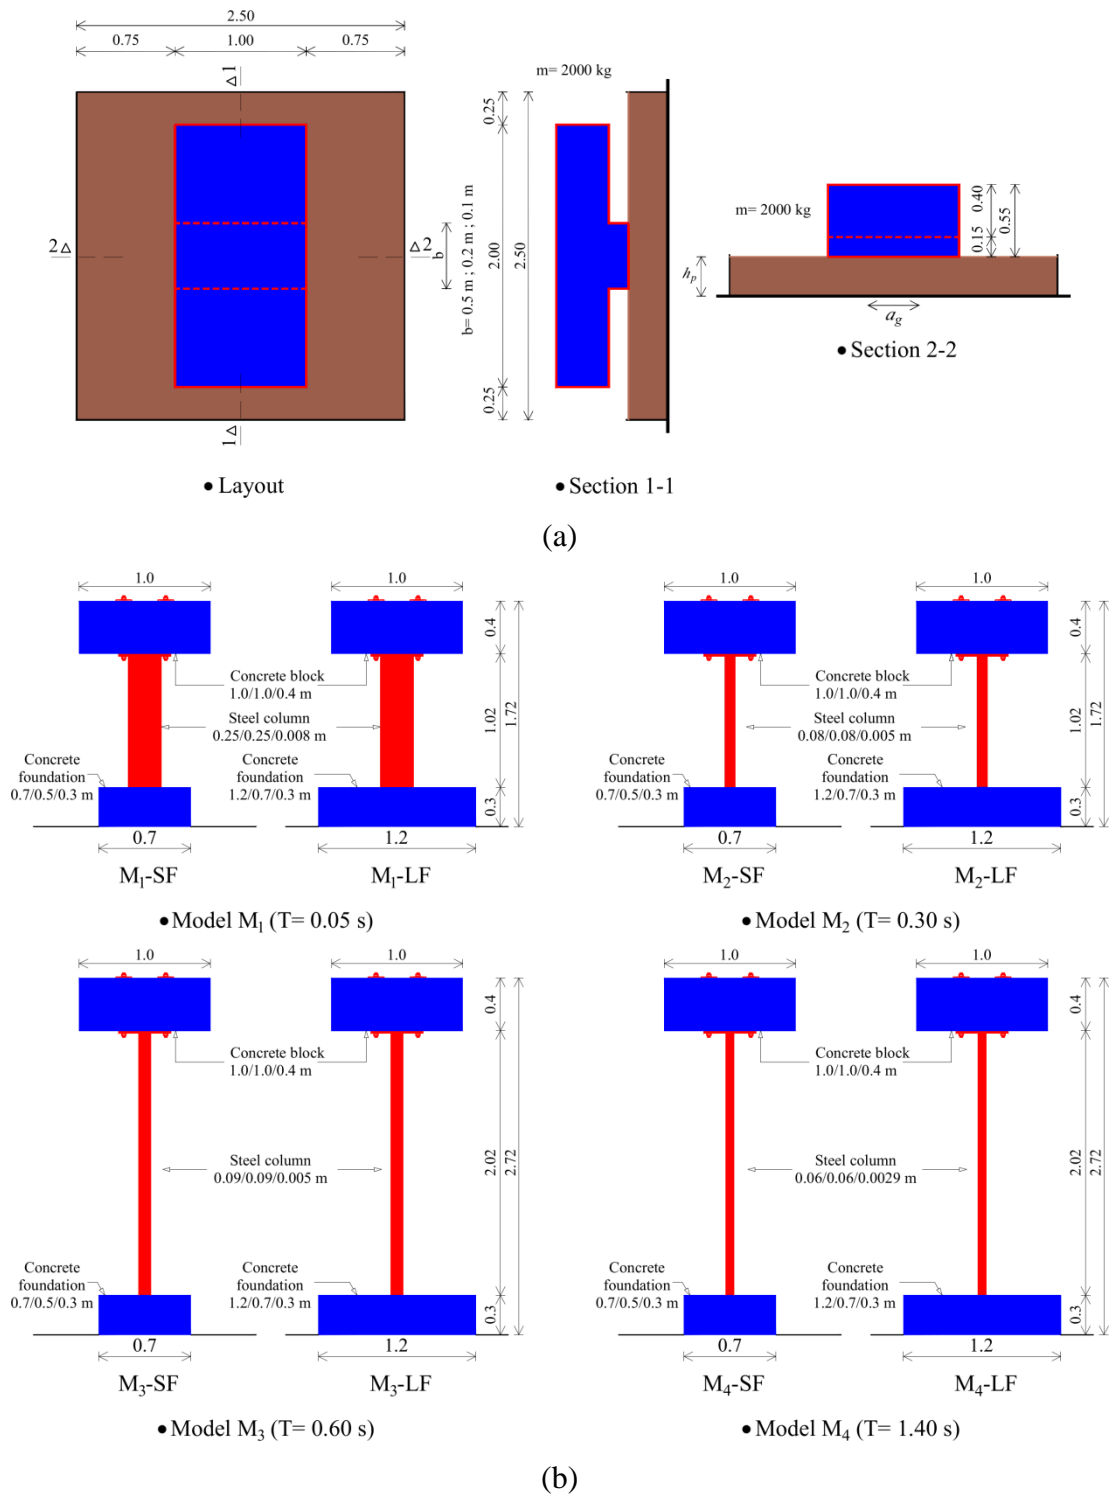 (a)
2.50
0.75 1.00 0.75
Δ1
2Δ
Δ2
1Δ
b
b= 0.5 m ; 0.2 m ; 0.1 m
• Layout
m= 2000 kg
0.25
2.00
2.50
0.25
• Section 1-1
m= 2000 kg
0.40
0.15
0.55
hp
ag
• Section 2-2
(a)
1.0 1.0
Concrete block
1.0/1.0/0.4 m
Steel column
0.25/0.25/0.008 m
Concrete
foundation
0.7/0.5/0.3 m
Concrete
foundation
1.2/0.7/0.3 m
0.4
1.02
1.72
0.3
0.7 1.2
M1-SF M1-LF
• Model M1 (T= 0.05 s)
1.0 1.0
Concrete block
1.0/1.0/0.4 m
Steel column
0.08/0.08/0.005 m
Concrete
foundation
0.7/0.5/0.3 m
Concrete
foundation
1.2/0.7/0.3 m
0.4
1.02
1.72
0.3
0.7 1.2
M2-SF M2-LF
• Model M2 (T= 0.30 s)
1.0 1.0
Concrete block
1.0/1.0/0.4 m
Steel column
0.09/0.09/0.005 m
Concrete
foundation
0.7/0.5/0.3 m
Concrete
foundation
1.2/0.7/0.3 m
0.4
2.02
2.72
0.3
0.7 1.2
M3-SF M3-LF
• Model M3 (T= 0.60 s)
1.0 1.0
Concrete block
1.0/1.0/0.4 m
Steel column
0.06/0.06/0.0029 m
Concrete
foundation
0.7/0.5/0.3 m
Concrete
foundation
1.2/0.7/0.3 m
0.4
2.02
2.72
0.3
0.7 1.2
M4-SF M4-LF
• Model M4 (T= 1.40 s)
(b)